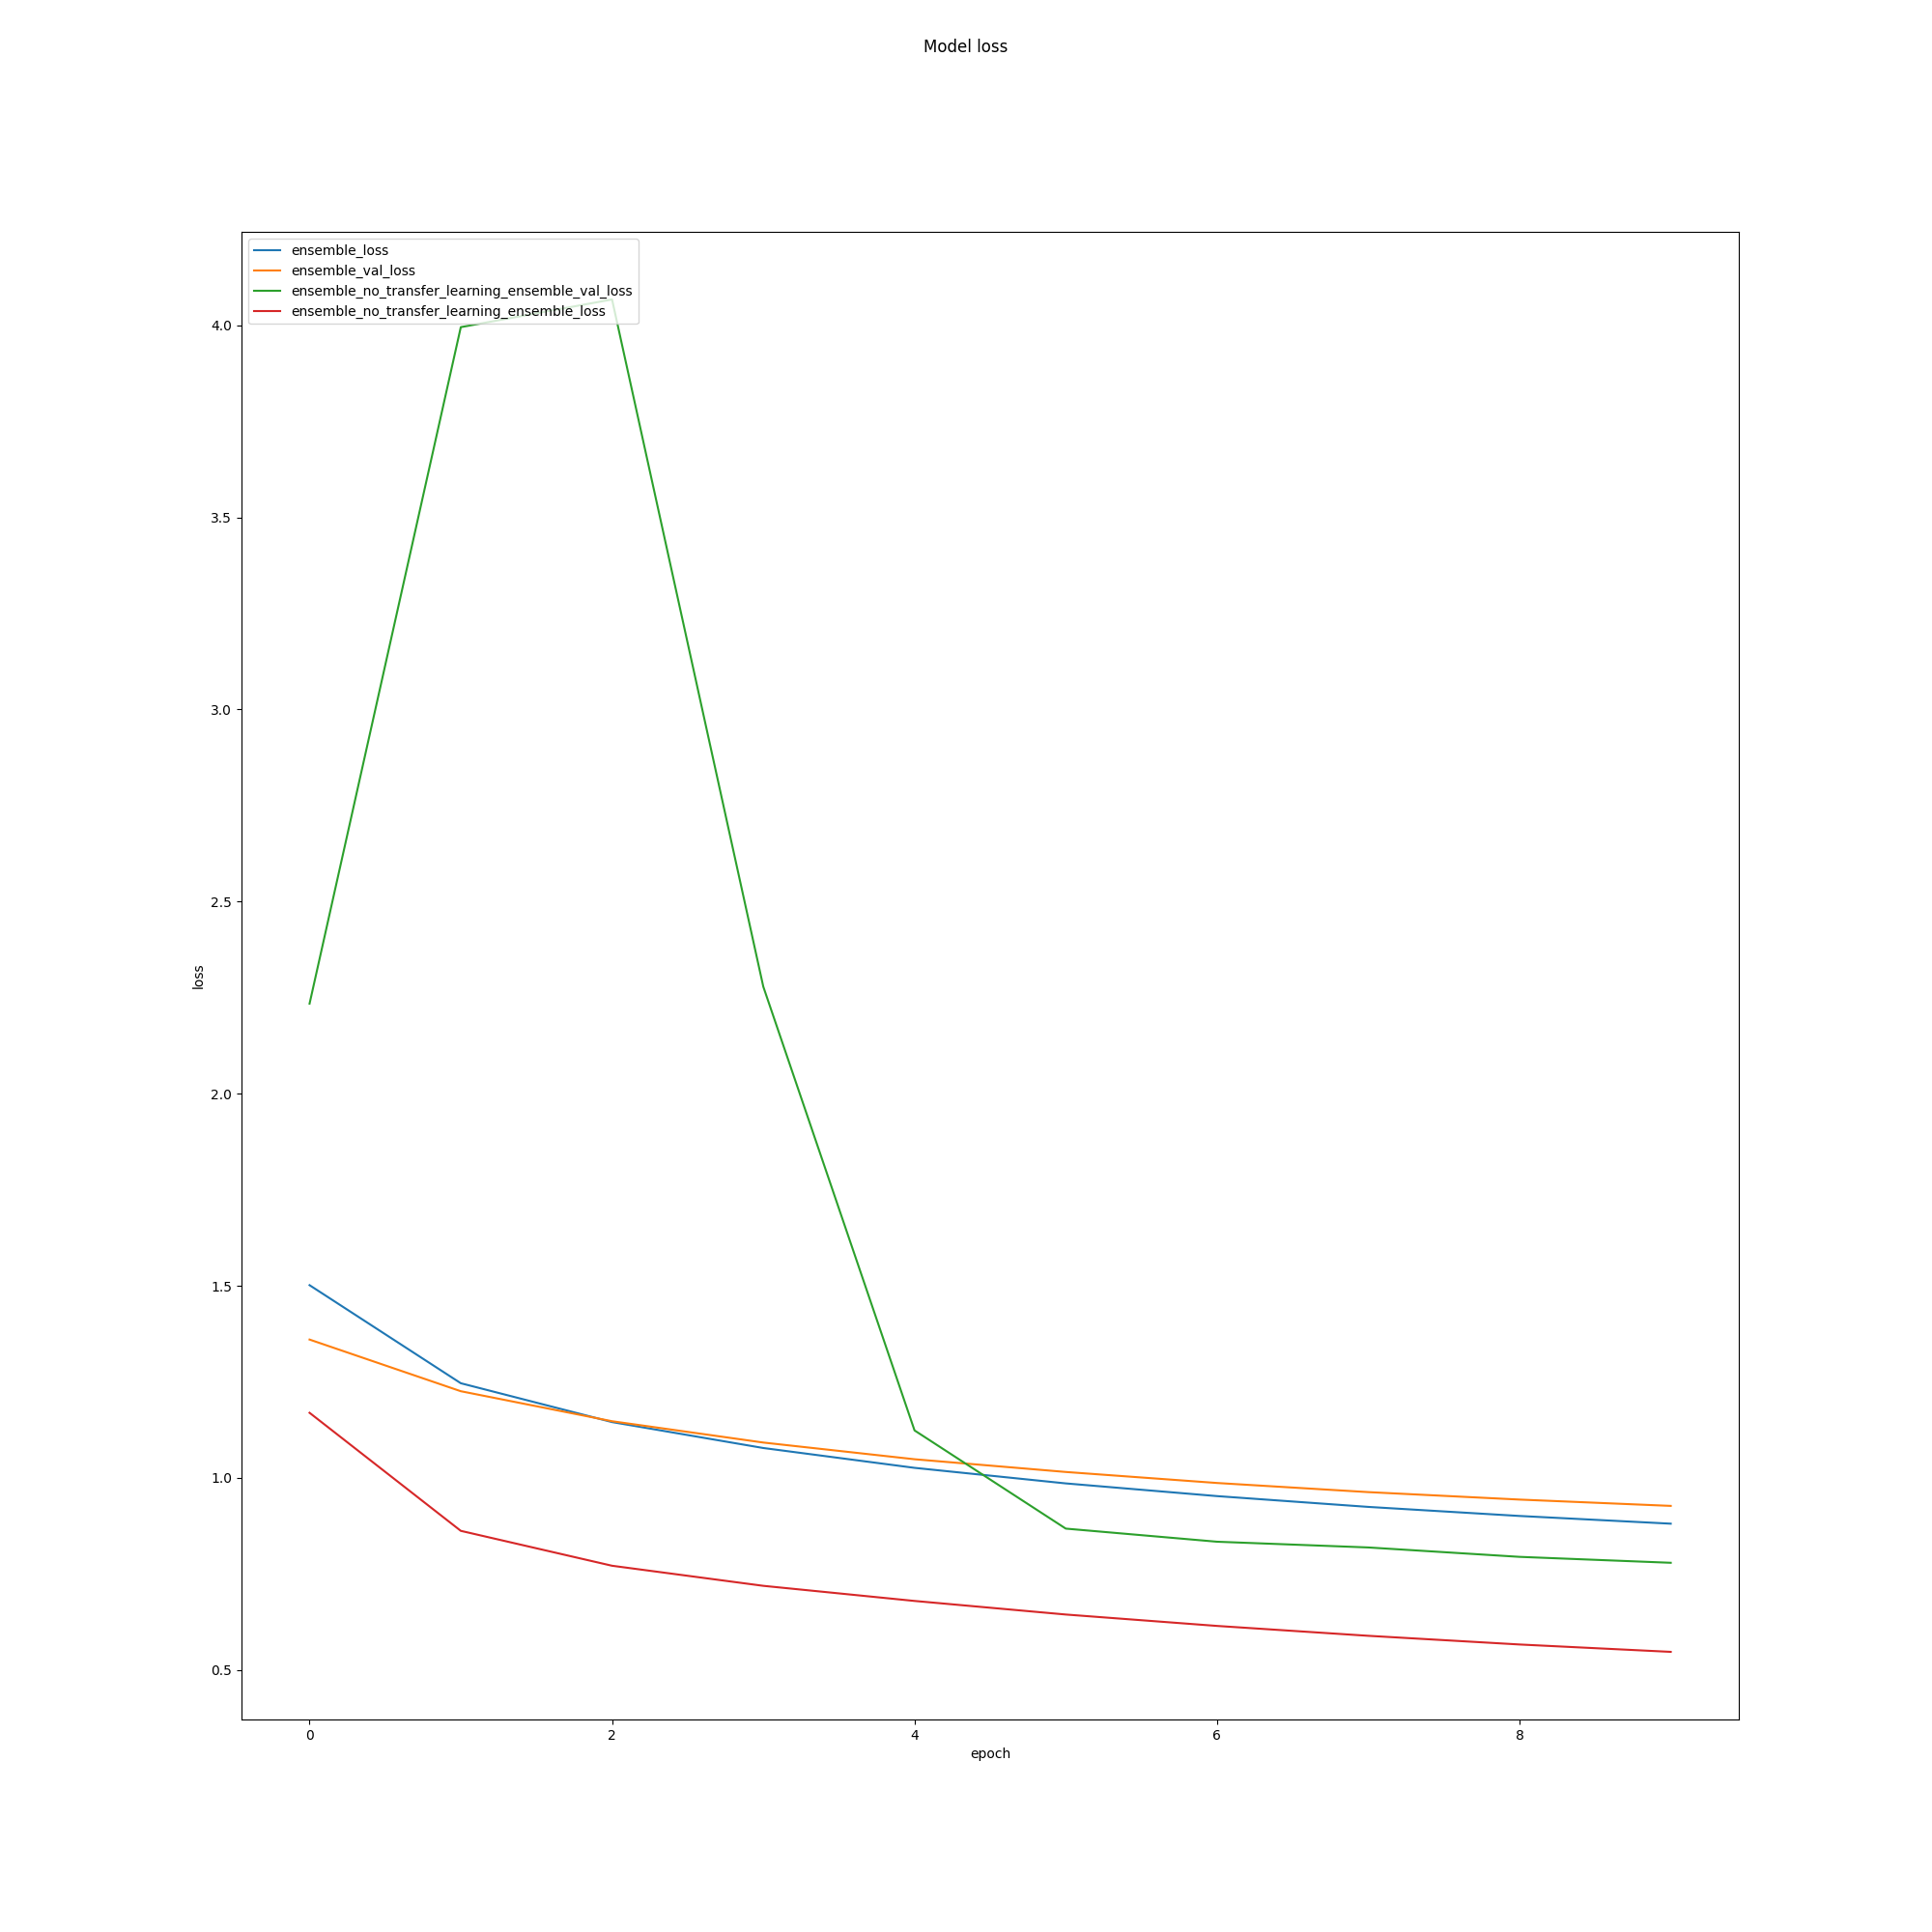 Model loss
ensemble_loss
ensemble_val_loss
ensemble_no_transfer_learning_ensemble_val_loss
ensemble_no_transfer_learning_ensemble_loss
4.0
3.5
3.0
2.5
loss
2.0
1.5
1.0
0.5
0 2 4 6 8
epoch